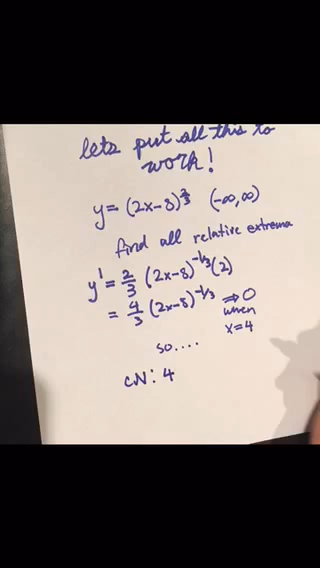 lets put all this to
work!
y = (2x-8)^(2/3) (-∞,∞)
find all relative extrema
y' = 2/3 (2x-8)^(-1/3) (2)
= 4/3 (2x-8)^(-1/3) ⇒ 0
when
x=4
so....
CN: 4